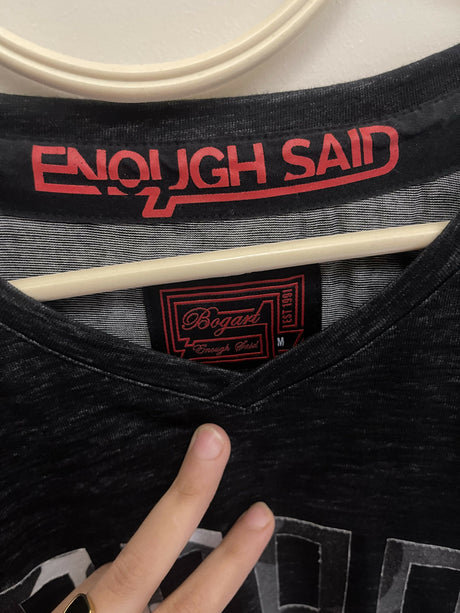 ENOUGH SAID
Bogart
EST 1991
Enough Said
M